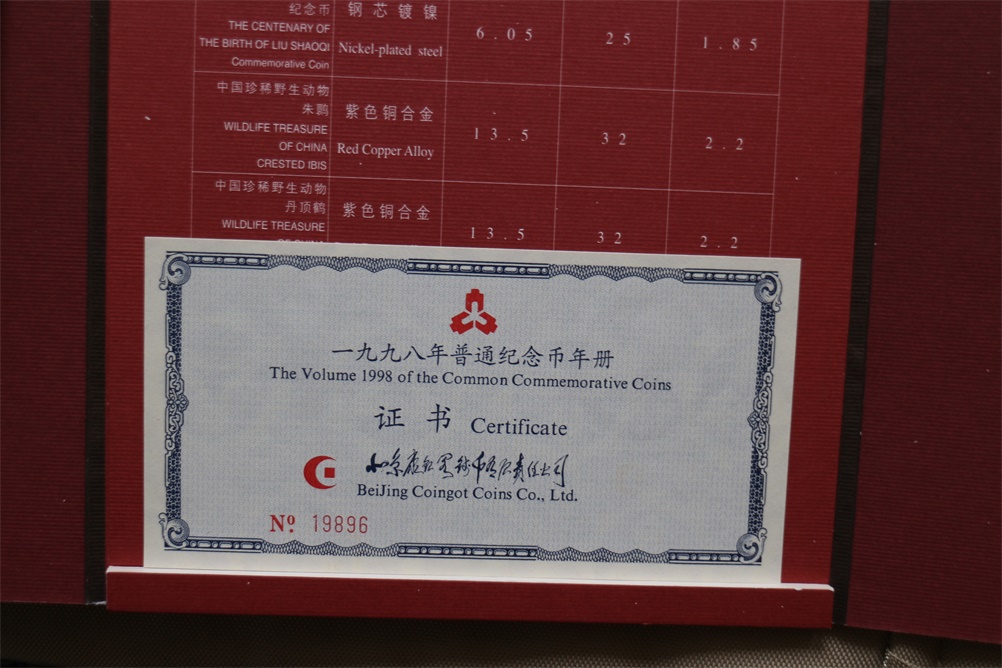 纪念币
THE CENTENARY OF
THE BIRTH OF LIU SHAOQI
Commemorative Coin
钢芯镀镍
Nickel-plated steel
6.05
25
1.85
中国珍稀野生动物
朱鹮
WILDLIFE TREASURE
OF CHINA
CRESTED IBIS
紫色铜合金
Red Copper Alloy
13.5
32
2.2
中国珍稀野生动物
丹顶鹤
WILDLIFE TREASURE
紫色铜合金
13.5
32
2.2
一九九八年普通纪念币年册
The Volume 1998 of the Common Commemorative Coins
证书 Certificate
BeiJing Coingot Coins Co., Ltd.
Nº 19896